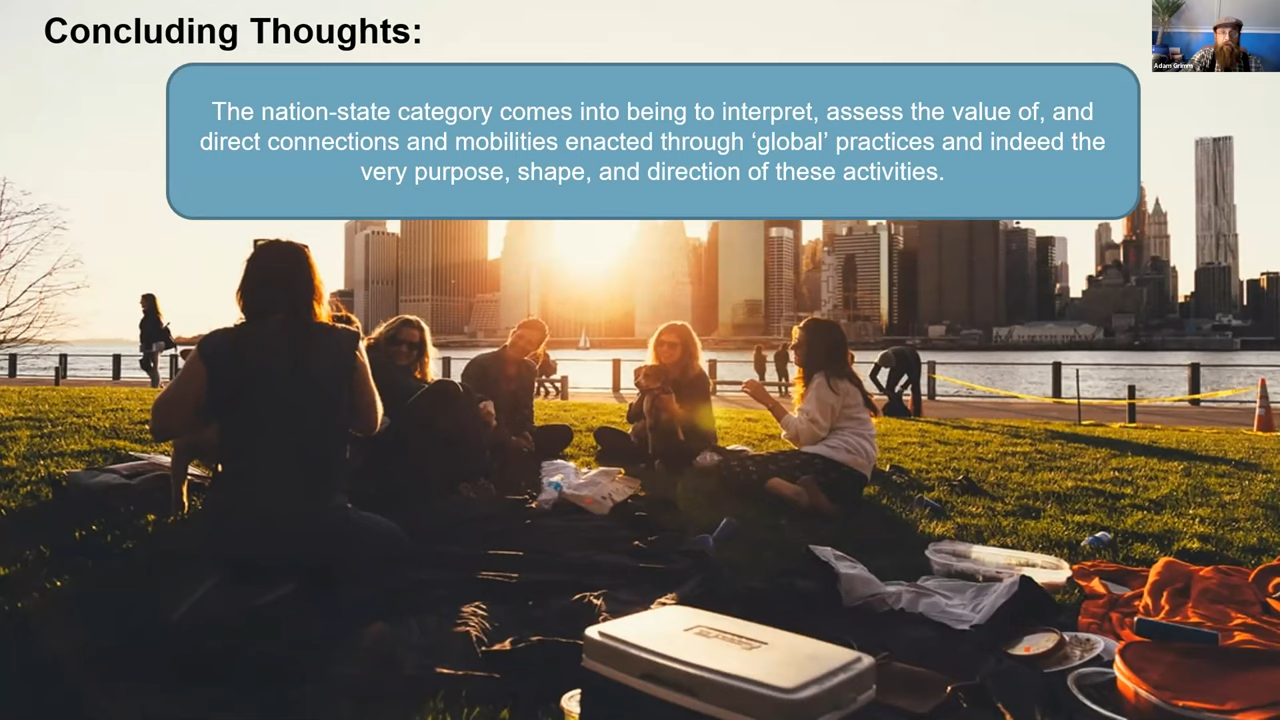 Concluding Thoughts:
Adam Grimm
The nation-state category comes into being to interpret, assess the value of, and
direct connections and mobilities enacted through ‘global’ practices and indeed the
very purpose, shape, and direction of these activities.